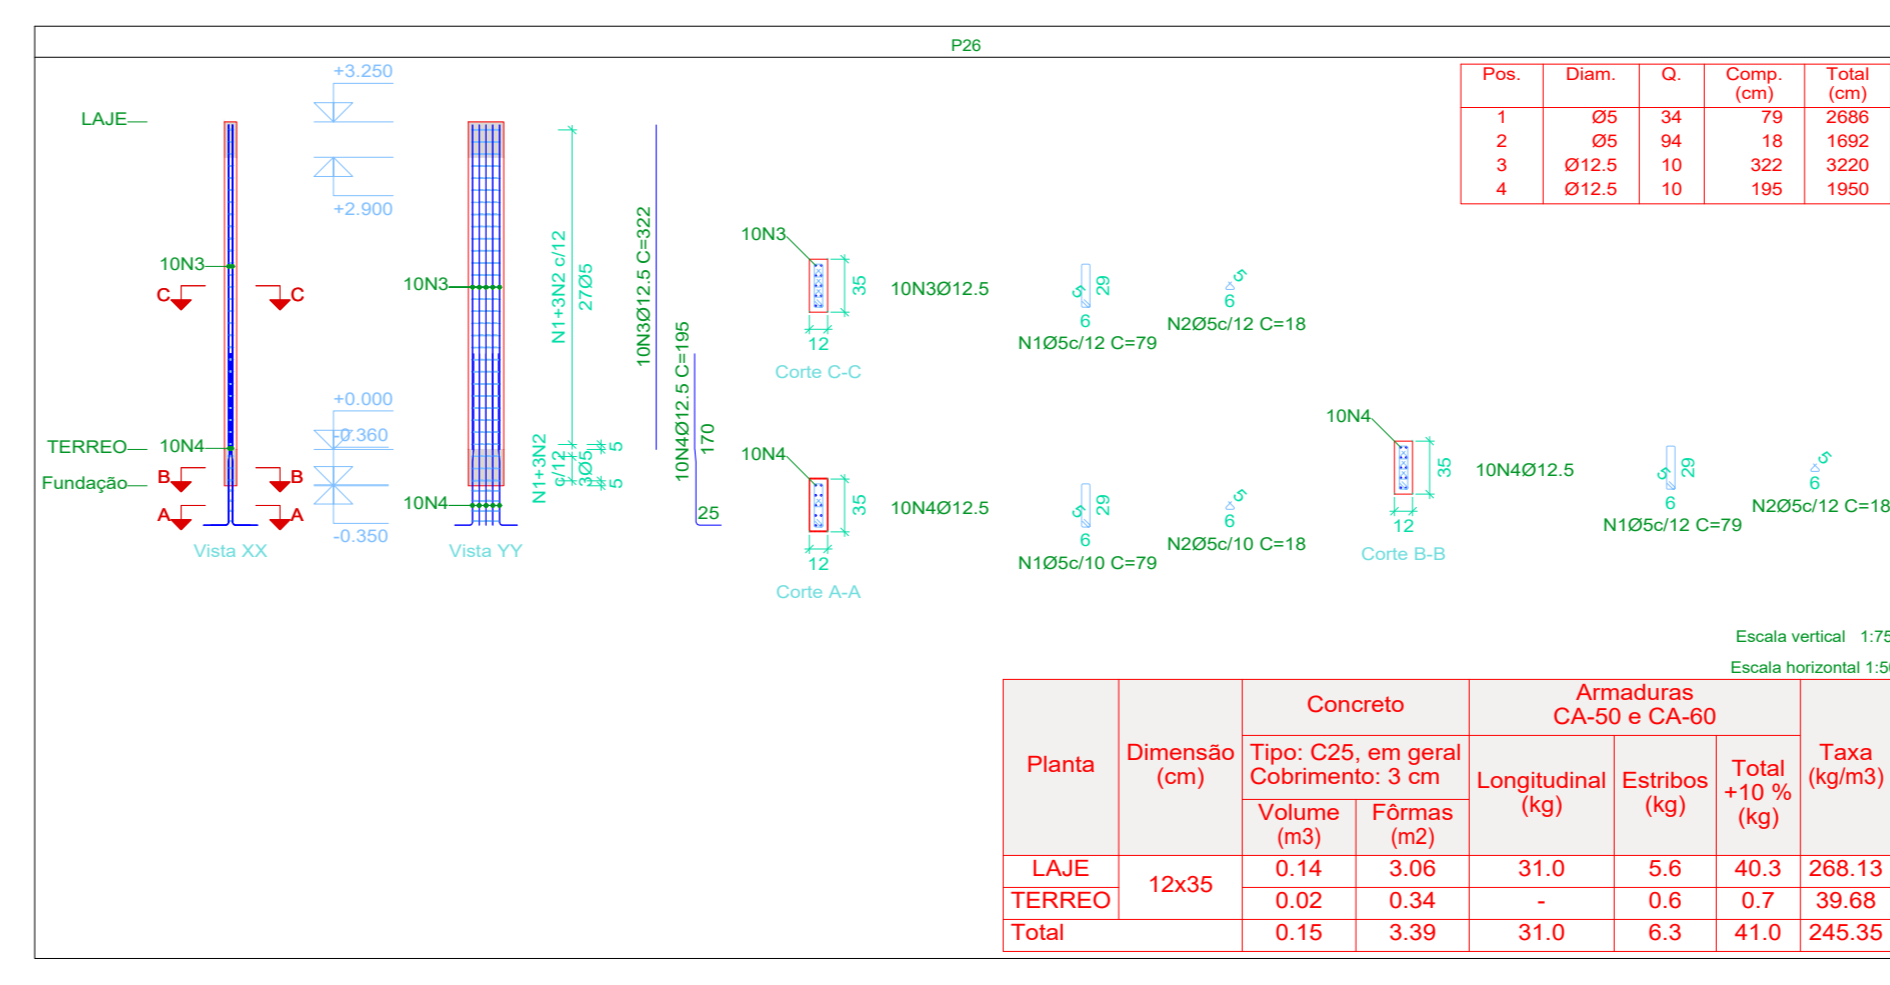 P26
+3.250
LAJE
+2.900
10N3
C C
+0.000
-0.360
TERREO
10N4
Fundação
B B
A A
-0.350
Vista XX
10N3
10N4
Vista YY
N1+3N2 c/12
27Ø5
N1+3N2
c/12
3Ø5
5
5
10N3Ø12.5 C=322
10N4Ø12.5 C=195
170
25
10N3
35
12
Corte C-C
10N3Ø12.5
5
29
6
N1Ø5c/12 C=79
5
6
N2Ø5c/12 C=18
10N4
35
12
Corte A-A
10N4Ø12.5
5
29
6
N1Ø5c/10 C=79
5
6
N2Ø5c/10 C=18
10N4
35
12
Corte B-B
10N4Ø12.5
5
29
6
N1Ø5c/12 C=79
5
6
N2Ø5c/12 C=18
Pos. Diam. Q. Comp. (cm) Total (cm)
1 Ø5 34 79 2686
2 Ø5 94 18 1692
3 Ø12.5 10 322 3220
4 Ø12.5 10 195 1950
Escala vertical 1:75
Escala horizontal 1:5
Planta
Dimensão
(cm)
Concreto
Tipo: C25, em geral
Cobrimento: 3 cm
Volume
(m3)
Fôrmas
(m2)
Armaduras
CA-50 e CA-60
Longitudinal
(kg)
Estribos
(kg)
Total
+10 %
(kg)
Taxa
(kg/m3)
LAJE 12x35 0.14 3.06 31.0 5.6 40.3 268.13
TERREO 0.02 0.34 - 0.6 0.7 39.68
Total 0.15 3.39 31.0 6.3 41.0 245.35